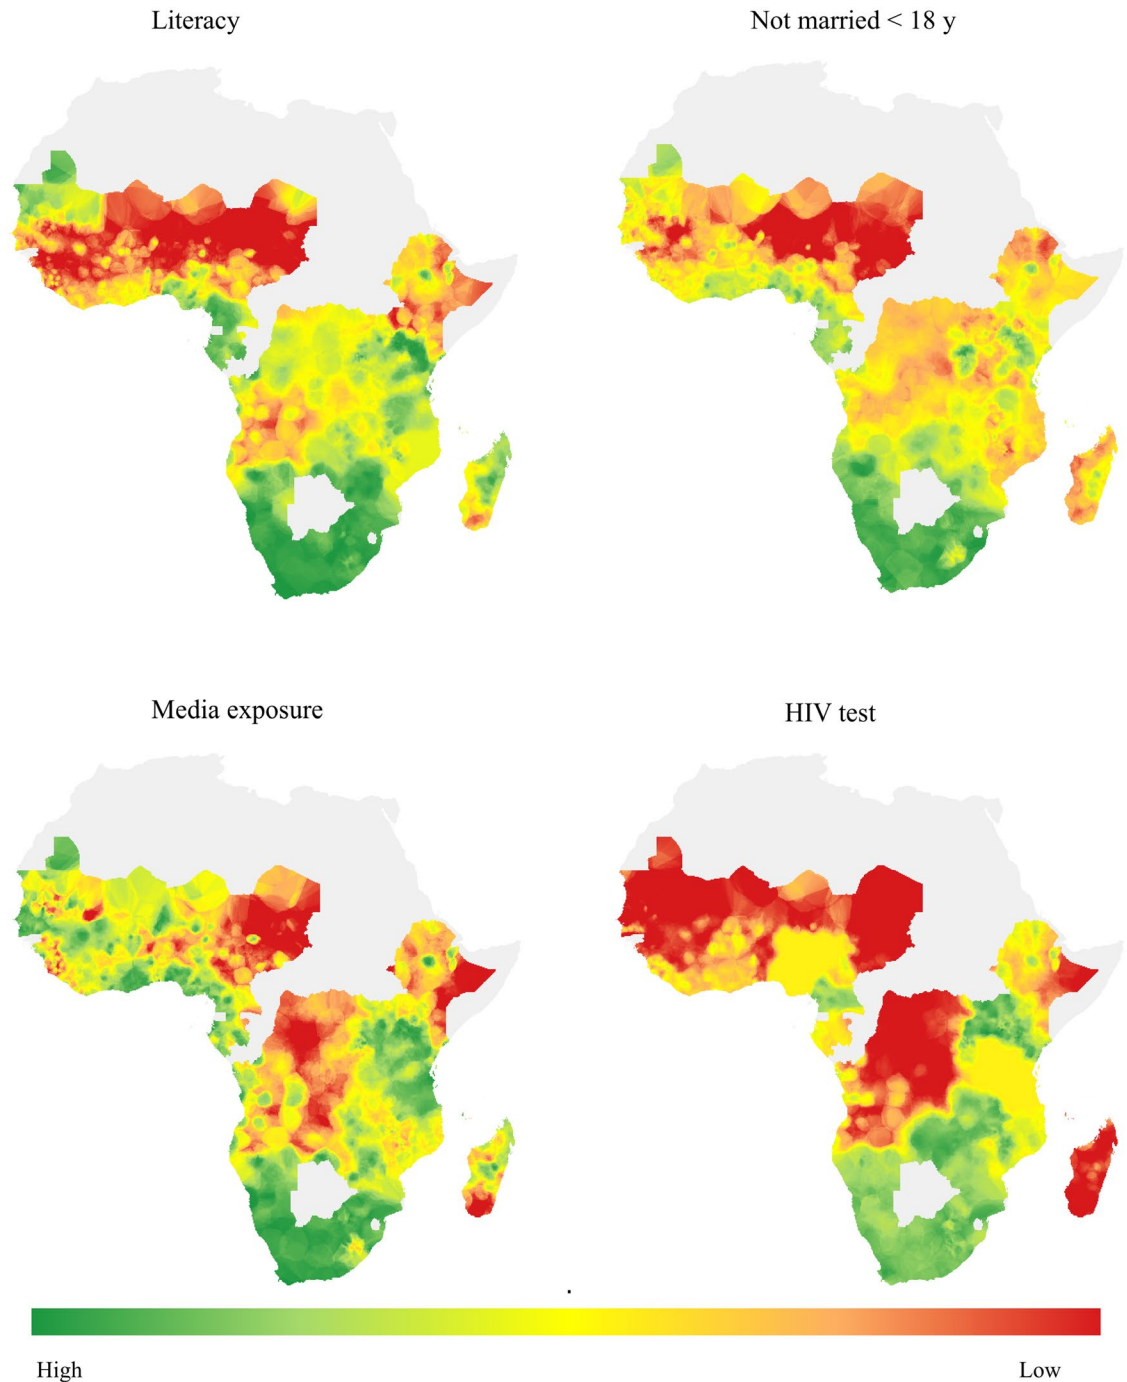 Literacy
Not married < 18 y
Media exposure
HIV test
High
Low